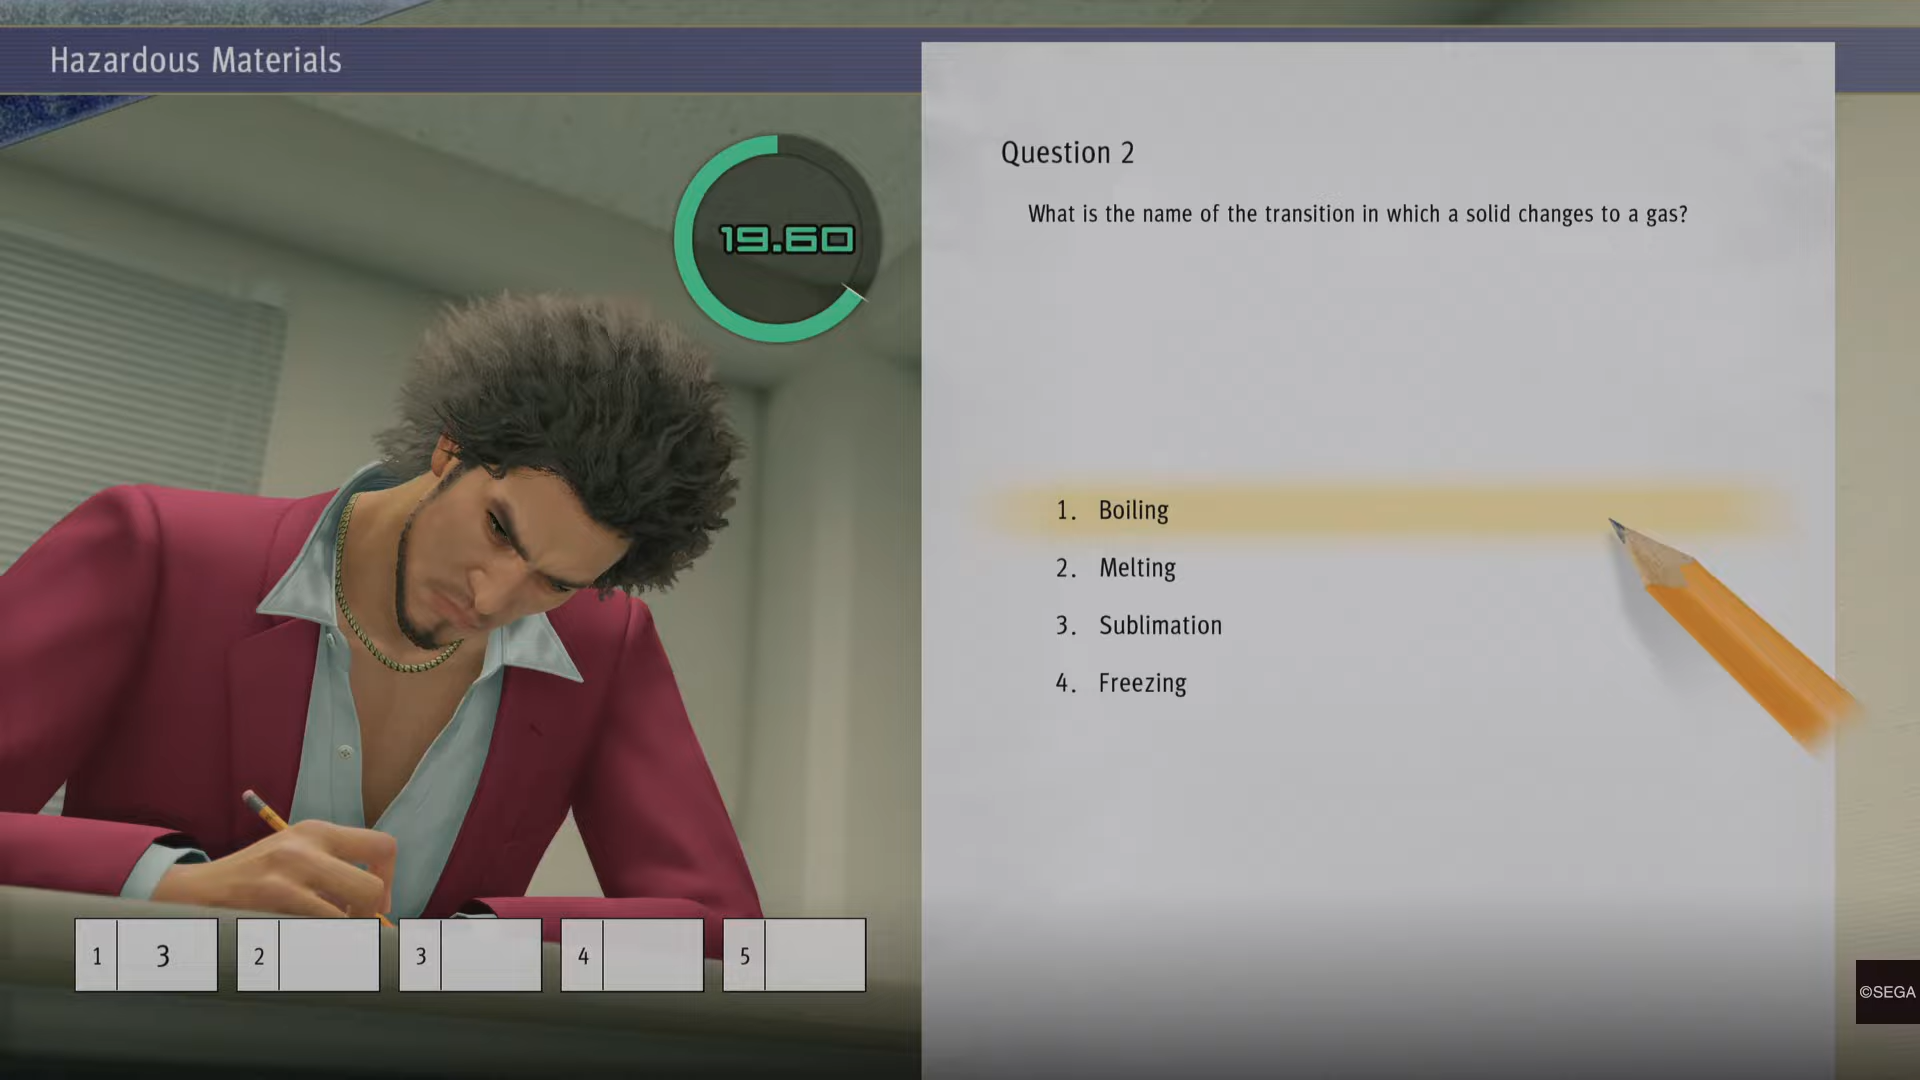 Hazardous Materials
19.60
Question 2
What is the name of the transition in which a solid changes to a gas?
1. Boiling
2. Melting
3. Sublimation
4. Freezing
1 3 2 3 4 5
©SEGA